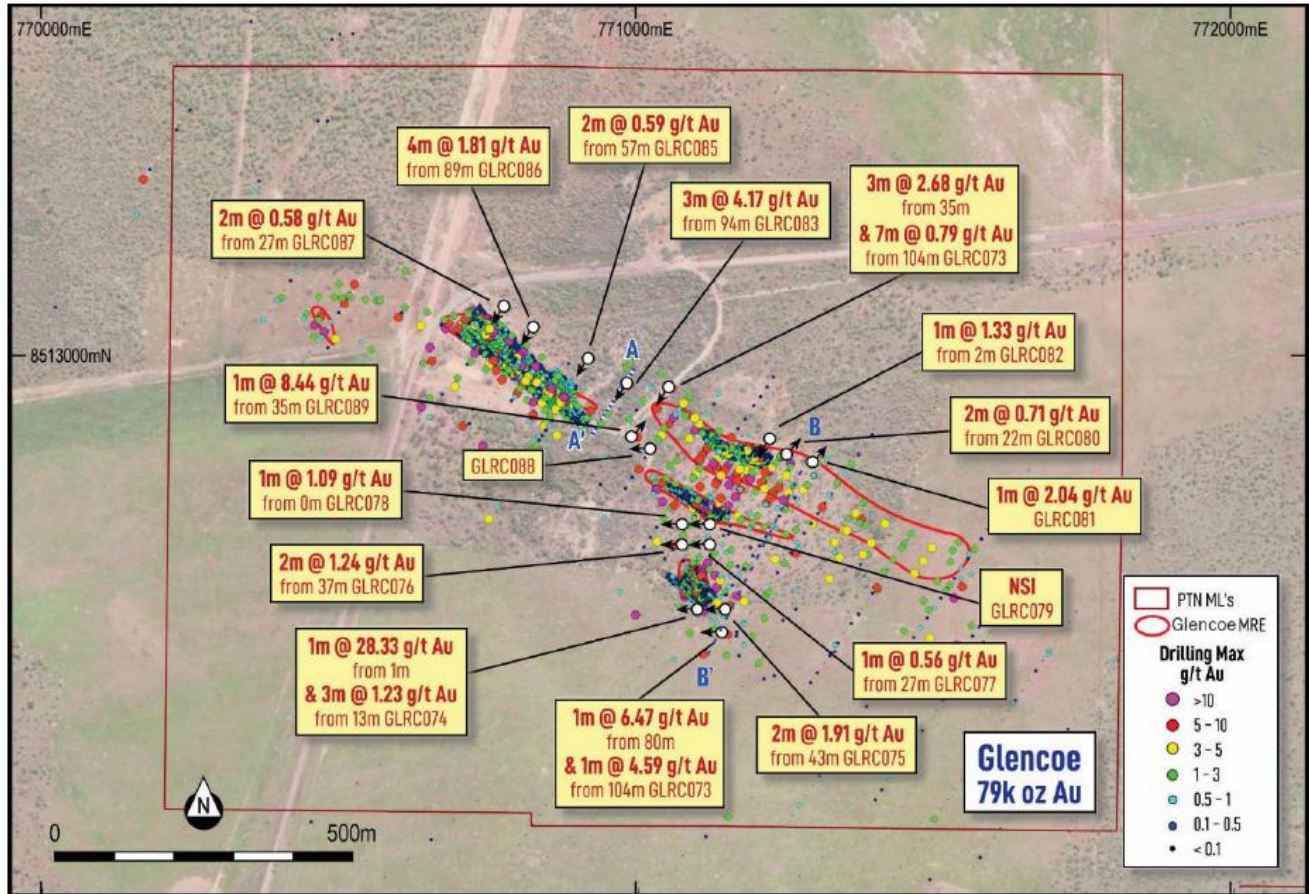 770000mE
771000mE
772000mE
8513000mN
2m @ 0.59 g/t Au
from 57m GLRC085
4m @ 1.81 g/t Au
from 89m GLRC086
3m @ 4.17 g/t Au
from 94m GLRC083
3m @ 2.68 g/t Au
from 35m
& 7m @ 0.79 g/t Au
from 104m GLRC073
2m @ 0.58 g/t Au
from 27m GLRC087
1m @ 1.33 g/t Au
from 2m GLRC082
A
1m @ 8.44 g/t Au
from 35m GLRC089
2m @ 0.71 g/t Au
from 22m GLRC080
B
A'
GLRC088
1m @ 1.09 g/t Au
from 0m GLRC078
1m @ 2.04 g/t Au
GLRC081
2m @ 1.24 g/t Au
from 37m GLRC076
NSI
GLRC079
1m @ 28.33 g/t Au
from 1m
& 3m @ 1.23 g/t Au
from 13m GLRC074
1m @ 0.56 g/t Au
from 27m GLRC077
B'
1m @ 6.47 g/t Au
from 80m
& 1m @ 4.59 g/t Au
from 104m GLRC073
2m @ 1.91 g/t Au
from 43m GLRC075
Glencoe
79k oz Au
PTN ML's
Glencoe MRE
Drilling Max
g/t Au
>10
5 - 10
3 - 5
1 - 3
0.5 - 1
0.1 - 0.5
< 0.1
N
0
500m